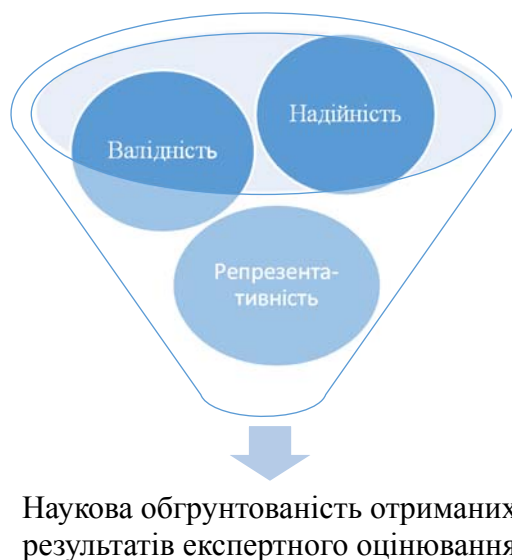 Надійність
Валідність
Репрезента-
тивність
Наукова обгрунтованість отриманих
результатів експертного оцінювання